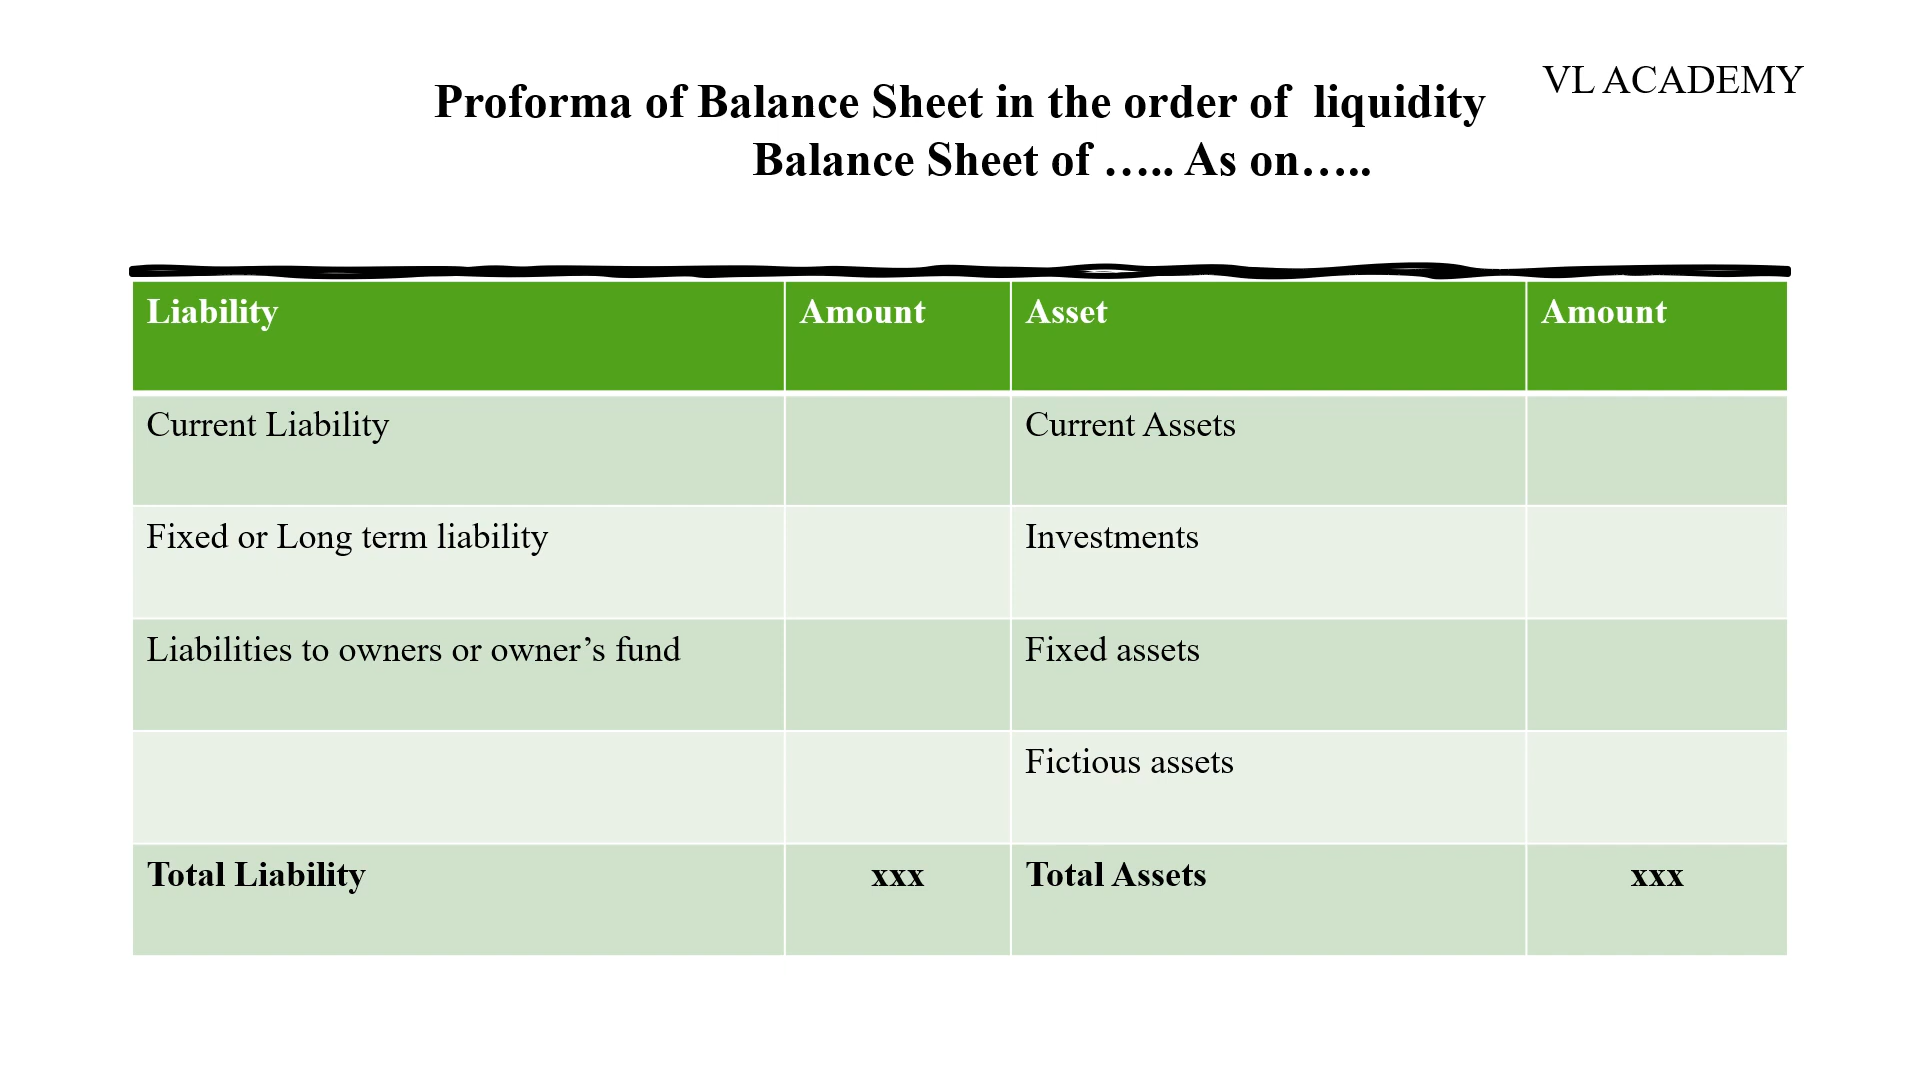 VL ACADEMY
Proforma of Balance Sheet in the order of liquidity
Balance Sheet of ….. As on…..
Liability Amount Asset Amount
Current Liability Current Assets
Fixed or Long term liability Investments
Liabilities to owners or owner’s fund Fixed assets
Fictious assets
Total Liability xxx Total Assets xxx